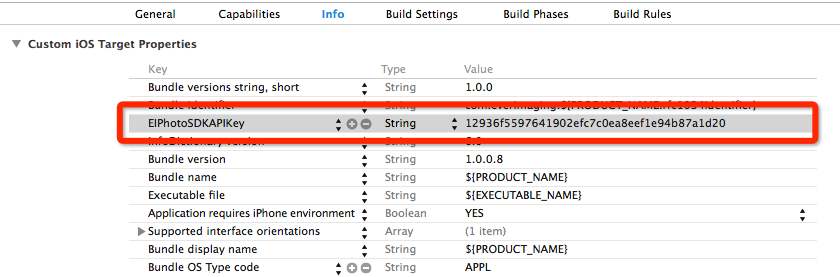 General Capabilities Info Build Settings Build Phases Build Rules
Custom iOS Target Properties
Key Type Value
Bundle versions string, short String 1.0.0
Bundle identifier String com.everimaging.${PRODUCT_NAME:rfc1034identifier}
EIPhotoSDKAPIKey String 12936f5597641902efc7c0ea8eef1e94b87a1d20
InfoDictionary version String 6.0
Bundle version String 1.0.0.8
Bundle name String ${PRODUCT_NAME}
Executable file String ${EXECUTABLE_NAME}
Application requires iPhone environment Boolean YES
Supported interface orientations Array (1 item)
Bundle display name String ${PRODUCT_NAME}
Bundle OS Type code String APPL